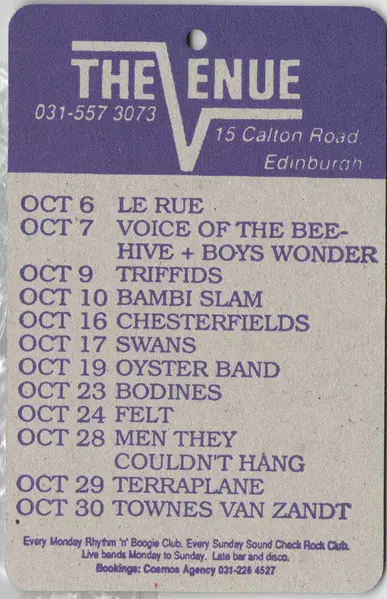 THE VENUE
031-557 3073
15 Calton Road
Edinburgh
OCT 6 LE RUE
OCT 7 VOICE OF THE BEE-
HIVE + BOYS WONDER
OCT 9 TRIFFIDS
OCT 10 BAMBI SLAM
OCT 16 CHESTERFIELDS
OCT 17 SWANS
OCT 19 OYSTER BAND
OCT 23 BODINES
OCT 24 FELT
OCT 28 MEN THEY
COULDN'T HANG
OCT 29 TERRAPLANE
OCT 30 TOWNES VAN ZANDT
Every Monday Rhythm 'n' Boogie Club. Every Sunday Sound Check Rock Club.
Live bands Monday to Sunday. Late bar and disco.
Bookings: Cosmos Agency 031-226 4527